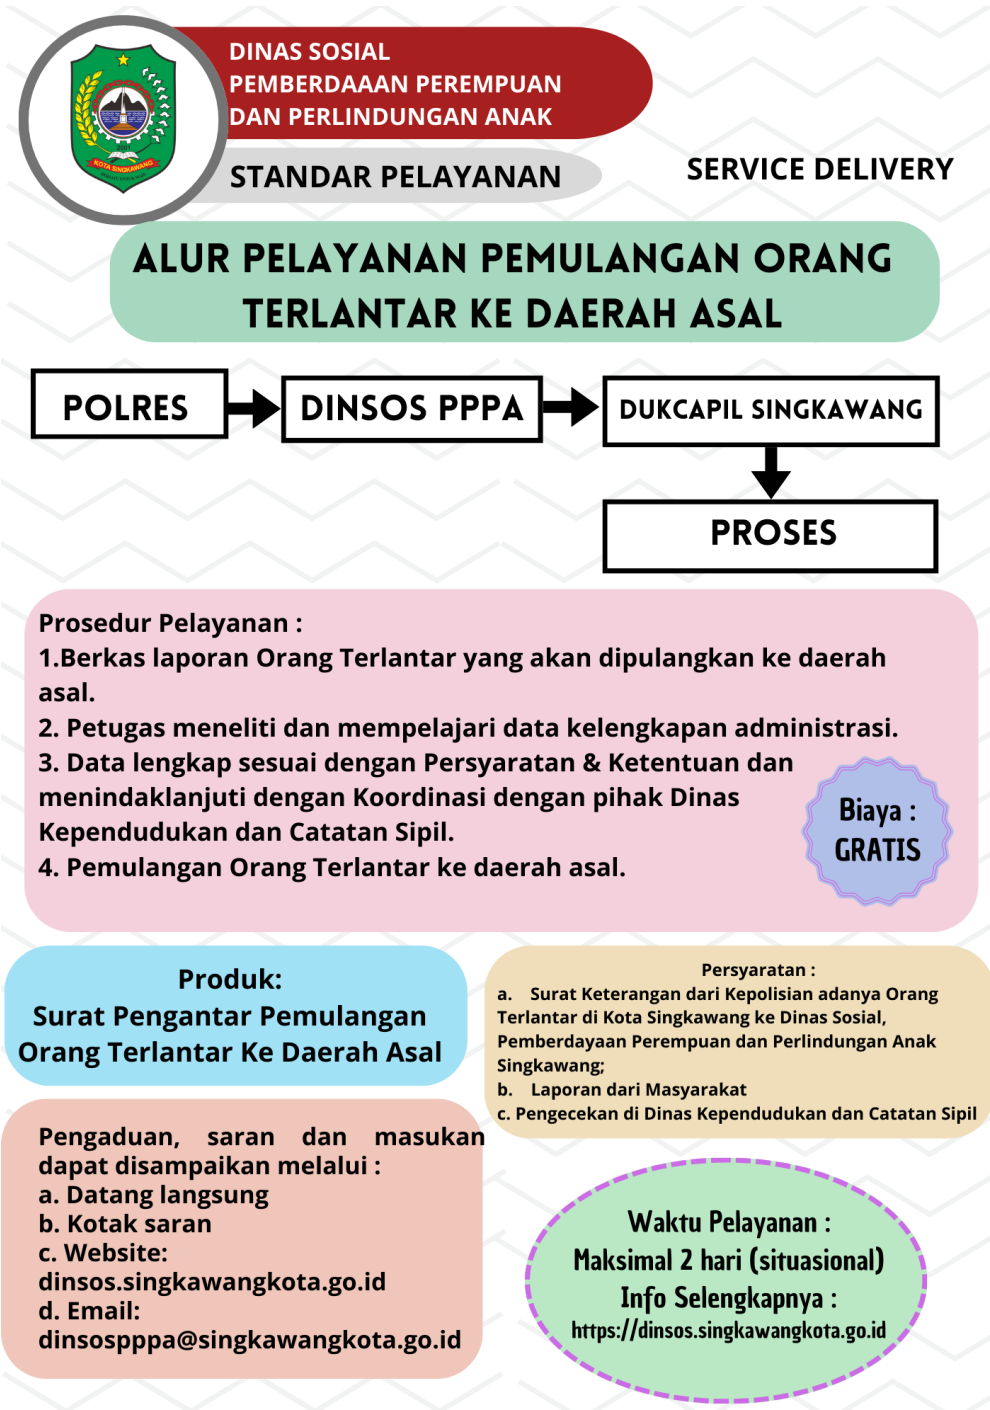 DINAS SOSIAL
PEMBERDAAAN PEREMPUAN
DAN PERLINDUNGAN ANAK
STANDAR PELAYANAN
SERVICE DELIVERY
2001
KOTA SINGKAWANG
ALUR PELAYANAN PEMULANGAN ORANG
TERLANTAR KE DAERAH ASAL
POLRES
DINSOS PPPA
DUKCAPIL SINGKAWANG
PROSES
Prosedur Pelayanan :
1.Berkas laporan Orang Terlantar yang akan dipulangkan ke daerah
asal.
2. Petugas meneliti dan mempelajari data kelengkapan administrasi.
3. Data lengkap sesuai dengan Persyaratan & Ketentuan dan
menindaklanjuti dengan Koordinasi dengan pihak Dinas
Kependudukan dan Catatan Sipil.
4. Pemulangan Orang Terlantar ke daerah asal.
Biaya :
GRATIS
Produk:
Surat Pengantar Pemulangan
Orang Terlantar Ke Daerah Asal
Persyaratan :
a. Surat Keterangan dari Kepolisian adanya Orang
Terlantar di Kota Singkawang ke Dinas Sosial,
Pemberdayaan Perempuan dan Perlindungan Anak
Singkawang;
b. Laporan dari Masyarakat
c. Pengecekan di Dinas Kependudukan dan Catatan Sipil
Pengaduan, saran dan masukan
dapat disampaikan melalui :
a. Datang langsung
b. Kotak saran
c. Website:
dinsos.singkawangkota.go.id
d. Email:
dinsospppa@singkawangkota.go.id
Waktu Pelayanan :
Maksimal 2 hari (situasional)
Info Selengkapnya :
https://dinsos.singkawangkota.go.id